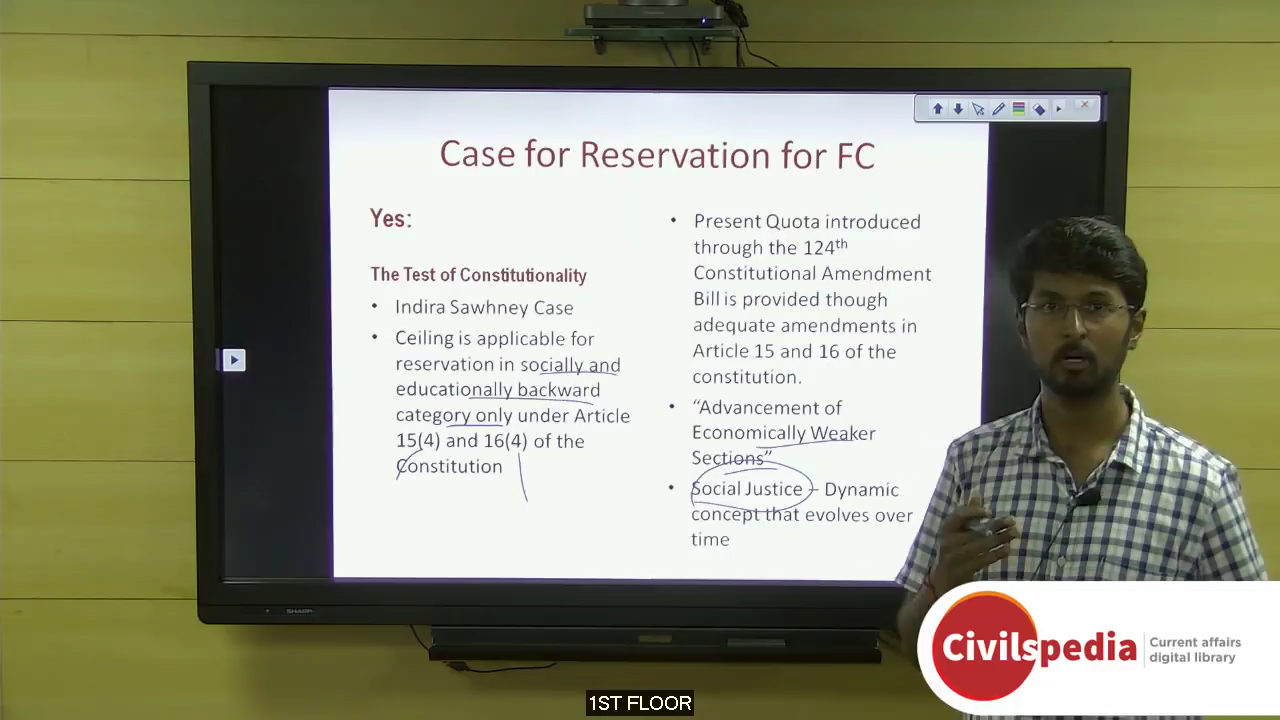 Case for Reservation for FC
Yes:
The Test of Constitutionality
• Indira Sawhney Case
• Ceiling is applicable for
reservation in socially and
educationally backward
category only under Article
15(4) and 16(4) of the
Constitution
• Present Quota introduced
through the 124th
Constitutional Amendment
Bill is provided though
adequate amendments in
Article 15 and 16 of the
constitution.
• “Advancement of
Economically Weaker
Sections”
• Social Justice – Dynamic
concept that evolves over
time
SHARP
Civilspedia
Current affairs
digital library
1ST FLOOR